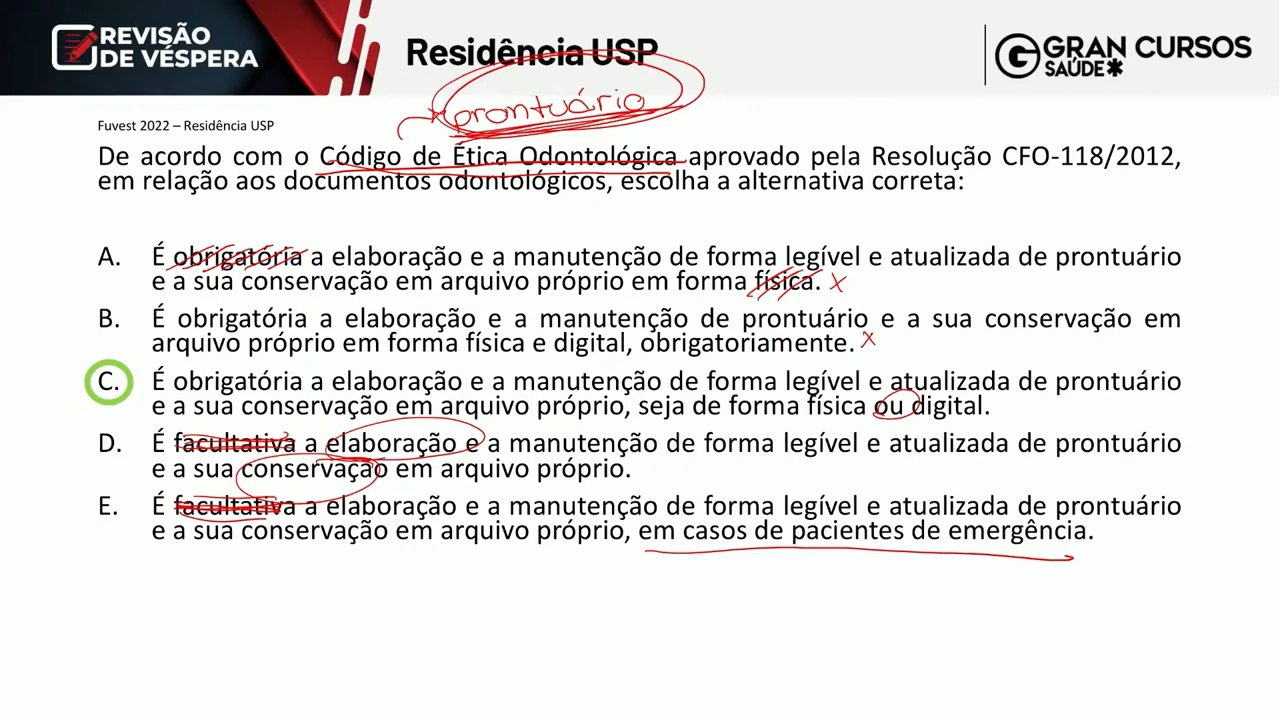 REVISÃO
DE VÉSPERA
Residência USP
GRAN CURSOS
SAÚDE
prontuário
Fuvest 2022 – Residência USP
De acordo com o Código de Ética Odontológica aprovado pela Resolução CFO-118/2012,
em relação aos documentos odontológicos, escolha a alternativa correta:
A. É obrigatória a elaboração e a manutenção de forma legível e atualizada de prontuário
e a sua conservação em arquivo próprio em forma física. x
B. É obrigatória a elaboração e a manutenção de prontuário e a sua conservação em
arquivo próprio em forma física e digital, obrigatoriamente. x
C. É obrigatória a elaboração e a manutenção de forma legível e atualizada de prontuário
e a sua conservação em arquivo próprio, seja de forma física ou digital.
D. É facultativa a elaboração e a manutenção de forma legível e atualizada de prontuário
e a sua conservação em arquivo próprio.
E. É facultativa a elaboração e a manutenção de forma legível e atualizada de prontuário
e a sua conservação em arquivo próprio, em casos de pacientes de emergência.